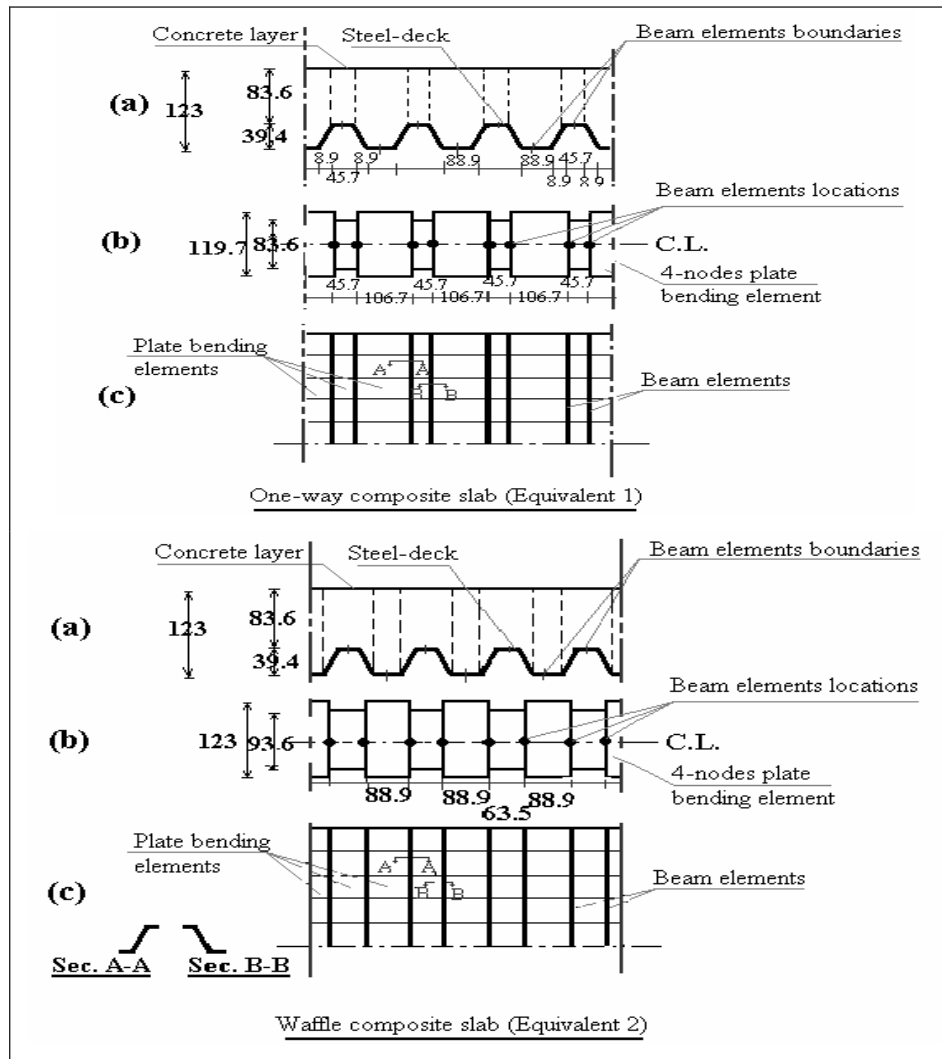 Concrete layer
Steel-deck
Beam elements boundaries
(a)
123
83.6
39.4
8.9
8.9
88.9
88.9
45.7
45.7
8.9
8.9
Beam elements locations
(b)
119.7
83.6
C.L.
4-nodes plate
bending element
45.7
45.7
45.7
45.7
106.7
106.7
106.7
Plate bending
elements
A
A
B
B
(c)
Beam elements
One-way composite slab (Equivalent 1)
Concrete layer
Steel-deck
Beam elements boundaries
(a)
123
83.6
39.4
Beam elements locations
(b)
123
93.6
C.L.
4-nodes plate
bending element
88.9
88.9
88.9
63.5
Plate bending
elements
A
A
B
B
(c)
Beam elements
Sec. A-A
Sec. B-B
Waffle composite slab (Equivalent 2)